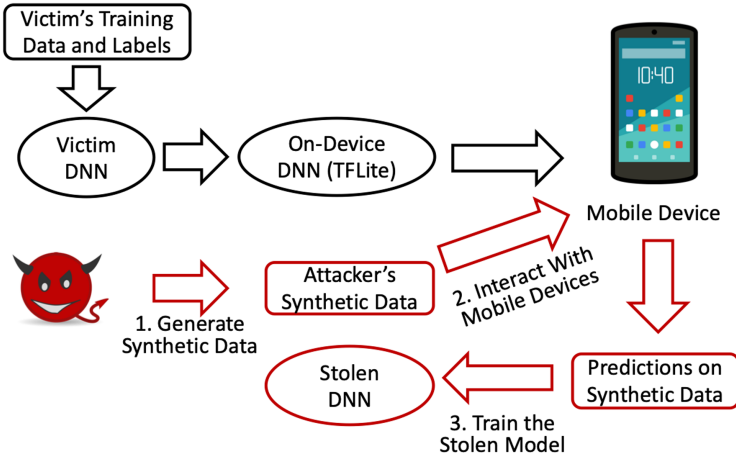 Victim's Training
Data and Labels
Victim
DNN
On-Device
DNN (TFLite)
10:40
Mobile Device
1. Generate
Synthetic Data
Attacker's
Synthetic Data
2. Interact With
Mobile Devices
Predictions on
Synthetic Data
3. Train the
Stolen Model
Stolen
DNN